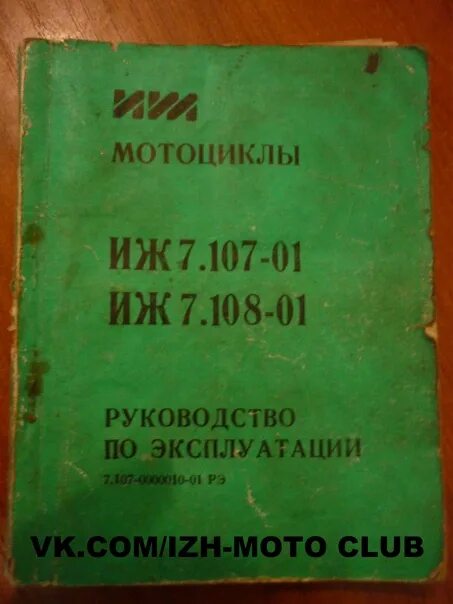 ИЖ
МОТОЦИКЛЫ
ИЖ 7.107-01
ИЖ 7.108-01
РУКОВОДСТВО
ПО ЭКСПЛУАТАЦИИ
7.107-0000010-01 РЭ
VK.COM/IZH-MOTO CLUB